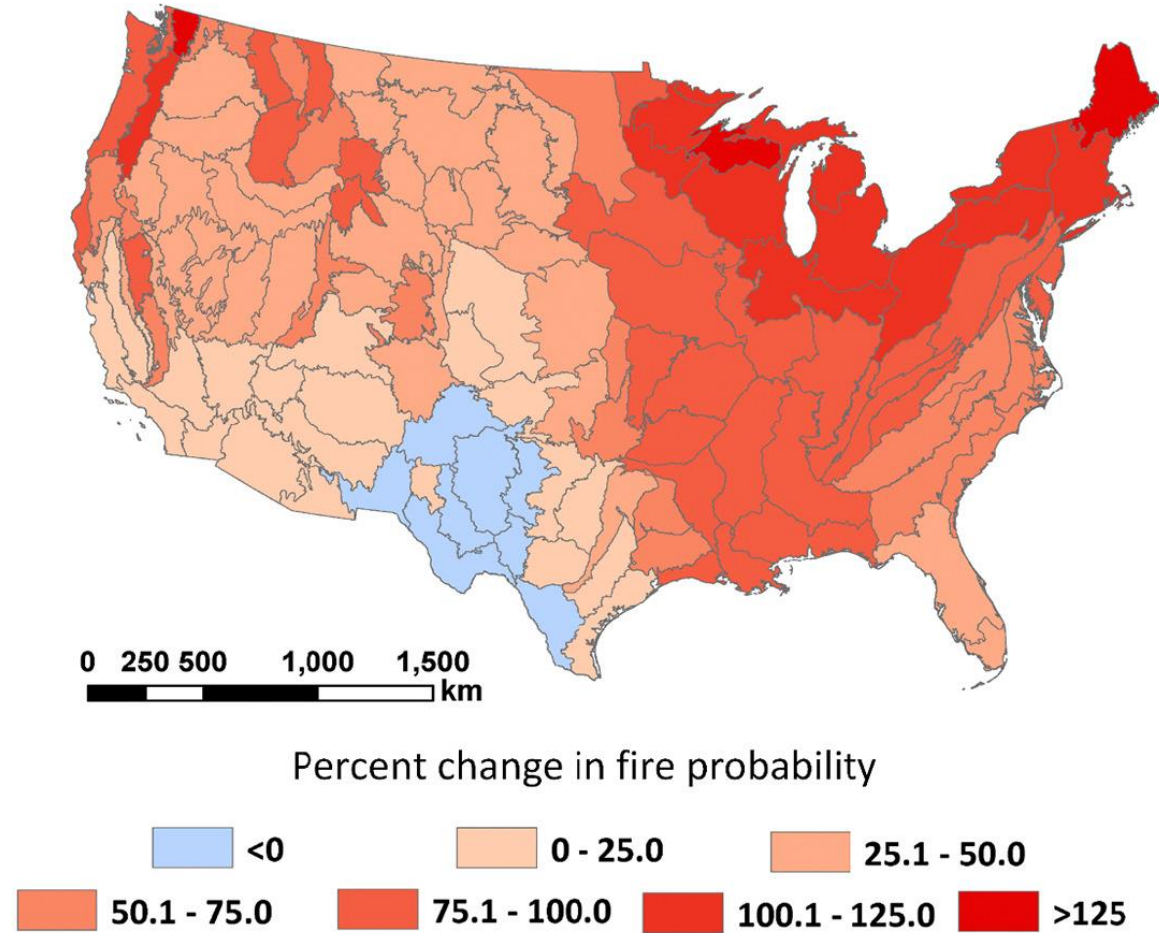 0 250 500 1,000 1,500
km
Percent change in fire probability
<0 0 - 25.0 25.1 - 50.0
50.1 - 75.0 75.1 - 100.0 100.1 - 125.0 >125